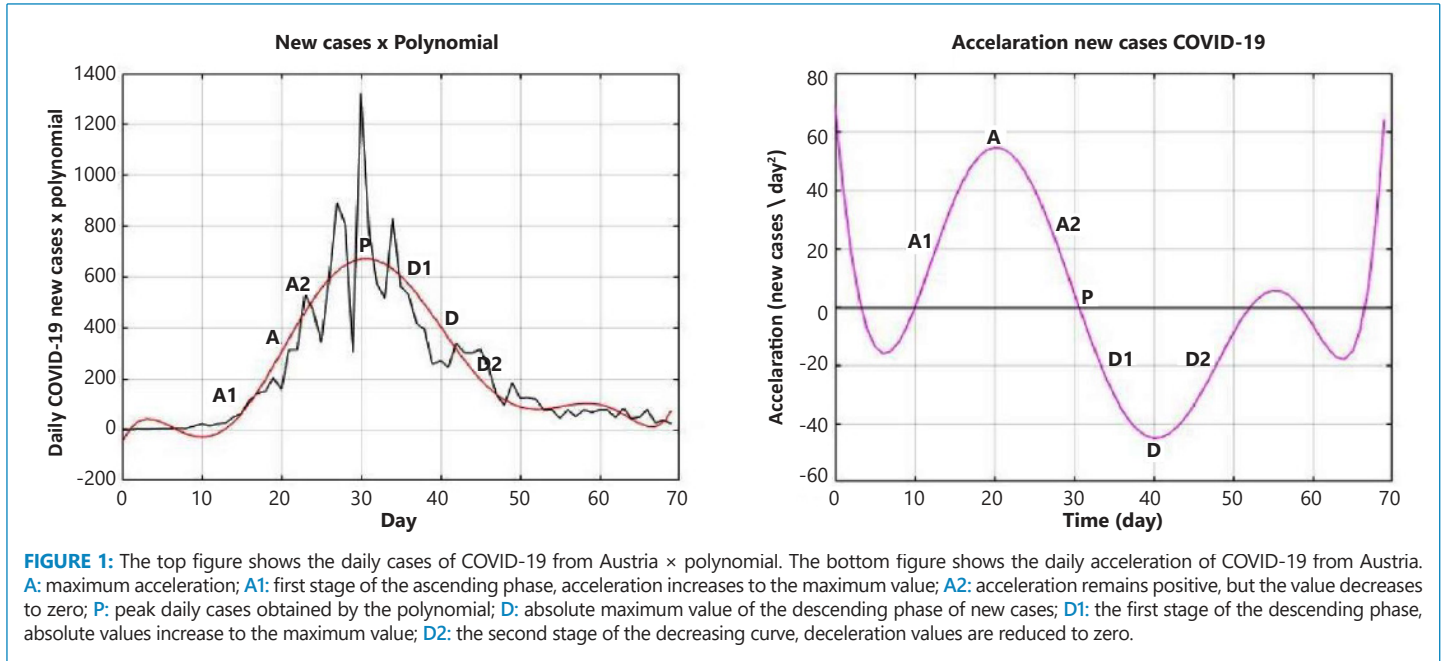 New cases x Polynomial
1400
1200
1000
800
600
400
200
0
-200
Daily COVID-19 new cases x polynomial
A1
A
A2
P
D1
D
D2
0 10 20 30 40 50 60 70
Day
Accelaration new cases COVID-19
80
60
40
20
0
-20
-40
-60
Accelaration (new cases \ day²)
A1
A
A2
P
D1
D
D2
0 10 20 30 40 50 60 70
Time (day)
FIGURE 1: The top figure shows the daily cases of COVID-19 from Austria × polynomial. The bottom figure shows the daily acceleration of COVID-19 from Austria.
A: maximum acceleration; A1: first stage of the ascending phase, acceleration increases to the maximum value; A2: acceleration remains positive, but the value decreases
to zero; P: peak daily cases obtained by the polynomial; D: absolute maximum value of the descending phase of new cases; D1: the first stage of the descending phase,
absolute values increase to the maximum value; D2: the second stage of the decreasing curve, deceleration values are reduced to zero.